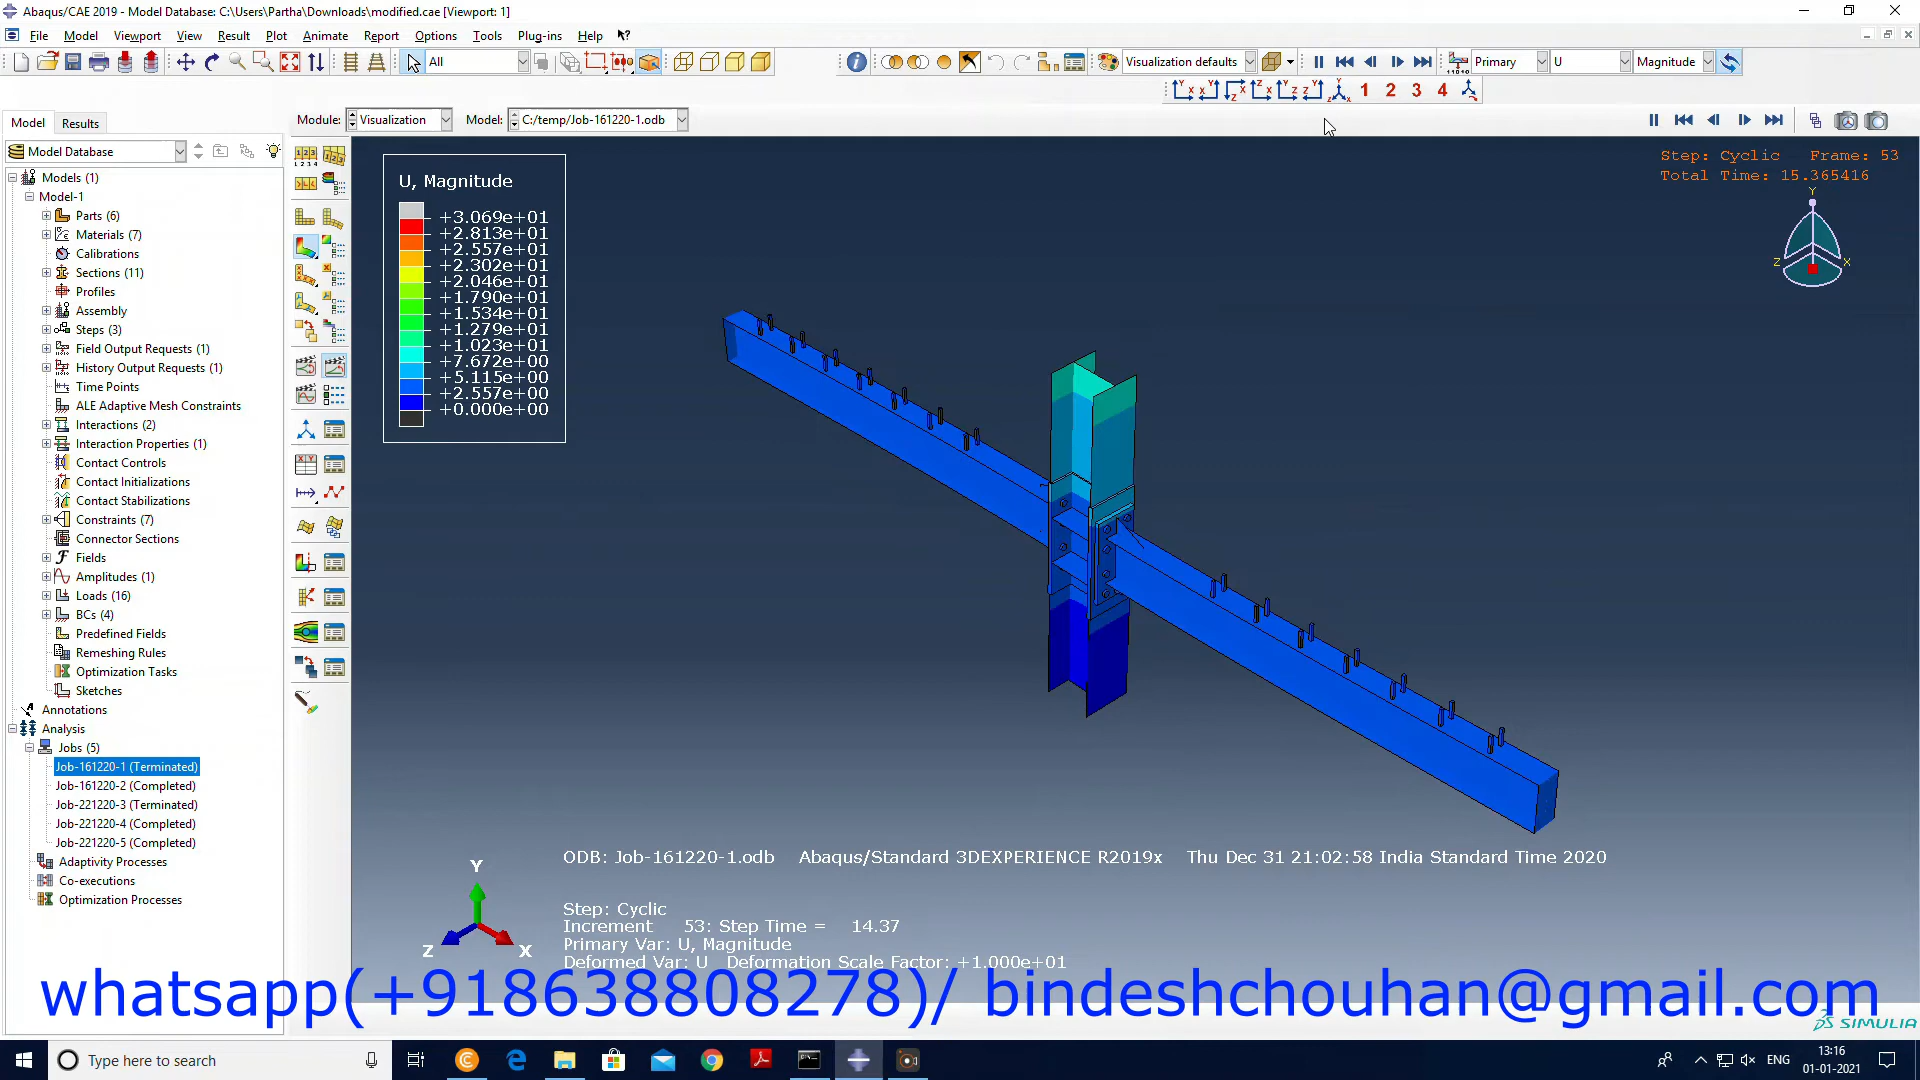 Abaqus/CAE 2019 - Model Database: C:\Users\Partha\Downloads\modified.cae [Viewport: 1]
File Model Viewport View Result Plot Animate Report Options Tools Plug-ins Help
All Visualization defaults Primary U Magnitude
1 2 3 4
Model Results Module: Visualization Model: C:/temp/Job-161220-1.odb
Model Database
Models (1)
Model-1
Parts (6)
Materials (7)
Calibrations
Sections (11)
Profiles
Assembly
Steps (3)
Field Output Requests (1)
History Output Requests (1)
Time Points
ALE Adaptive Mesh Constraints
Interactions (2)
Interaction Properties (1)
Contact Controls
Contact Initializations
Contact Stabilizations
Constraints (7)
Connector Sections
Fields
Amplitudes (1)
Loads (16)
BCs (4)
Predefined Fields
Remeshing Rules
Optimization Tasks
Sketches
Annotations
Analysis
Jobs (5)
Job-161220-1 (Terminated)
Job-161220-2 (Completed)
Job-221220-3 (Terminated)
Job-221220-4 (Completed)
Job-221220-5 (Completed)
Adaptivity Processes
Co-executions
Optimization Processes
U, Magnitude
+3.069e+01
+2.813e+01
+2.557e+01
+2.302e+01
+2.046e+01
+1.790e+01
+1.534e+01
+1.279e+01
+1.023e+01
+7.672e+00
+5.115e+00
+2.557e+00
+0.000e+00
Step: Cyclic Frame: 53
Total Time: 15.365416
Y
Z X
ODB: Job-161220-1.odb Abaqus/Standard 3DEXPERIENCE R2019x Thu Dec 31 21:02:58 India Standard Time 2020
Y
Z X
Step: Cyclic
Increment 53: Step Time = 14.37
Primary Var: U, Magnitude
Deformed Var: U Deformation Scale Factor: +1.000e+01
whatsapp(+918638808278)/ bindeshchouhan@gmail.com
SIMULIA
Type here to search
ENG
13:16
01-01-2021